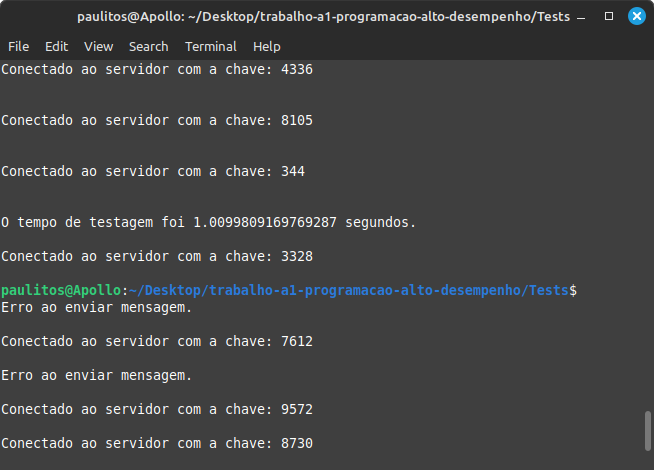 paulitos@Apollo: ~/Desktop/trabalho-a1-programacao-alto-desempenho/Tests
File Edit View Search Terminal Help
Conectado ao servidor com a chave: 4336
Conectado ao servidor com a chave: 8105
Conectado ao servidor com a chave: 344
O tempo de testagem foi 1.0099809169769287 segundos.
Conectado ao servidor com a chave: 3328
paulitos@Apollo:~/Desktop/trabalho-a1-programacao-alto-desempenho/Tests$
Erro ao enviar mensagem.
Conectado ao servidor com a chave: 7612
Erro ao enviar mensagem.
Conectado ao servidor com a chave: 9572
Conectado ao servidor com a chave: 8730